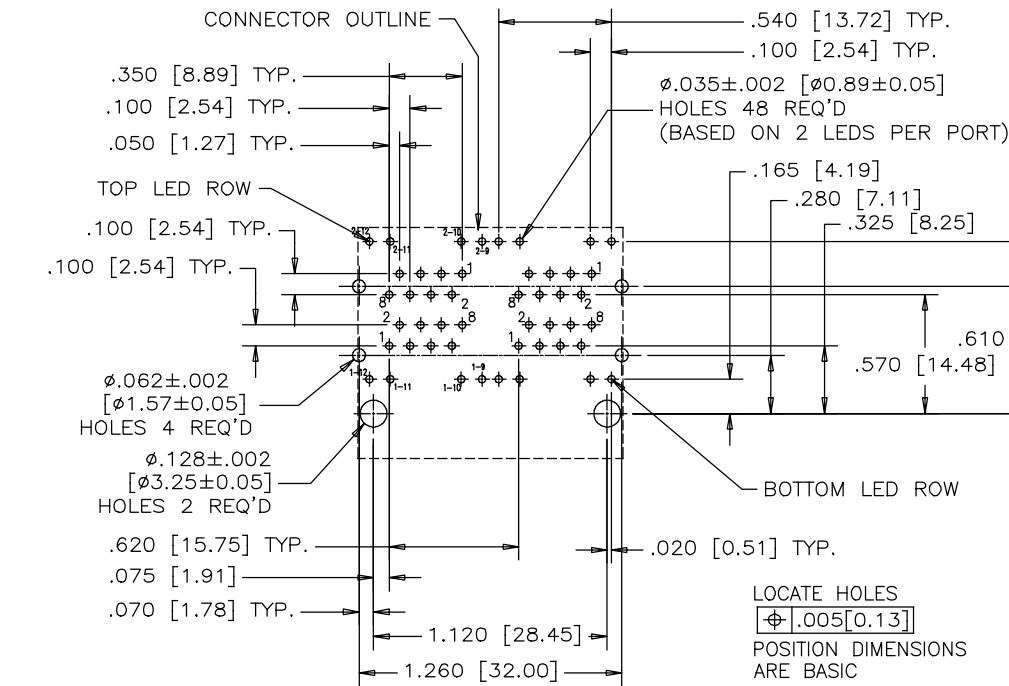 CONNECTOR OUTLINE
.540 [13.72] TYP.
.100 [2.54] TYP.
.350 [8.89] TYP.
.100 [2.54] TYP.
.050 [1.27] TYP.
ø.035±.002 [ø0.89±0.05]
HOLES 48 REQ'D
(BASED ON 2 LEDS PER PORT)
.165 [4.19]
.280 [7.11]
.325 [8.25]
TOP LED ROW
.100 [2.54] TYP.
.100 [2.54] TYP.
2-12
2-11
2-10
2-9
1
1
8
2
8
2
2
8
2
8
1
1
1-12
1-11
1-10
1-9
.610
.570 [14.48]
ø.062±.002
[ø1.57±0.05]
HOLES 4 REQ'D
ø.128±.002
[ø3.25±0.05]
HOLES 2 REQ'D
BOTTOM LED ROW
.620 [15.75] TYP.
.020 [0.51] TYP.
.075 [1.91]
.070 [1.78] TYP.
1.120 [28.45]
1.260 [32.00]
LOCATE HOLES
⌖ .005[0.13]
POSITION DIMENSIONS
ARE BASIC